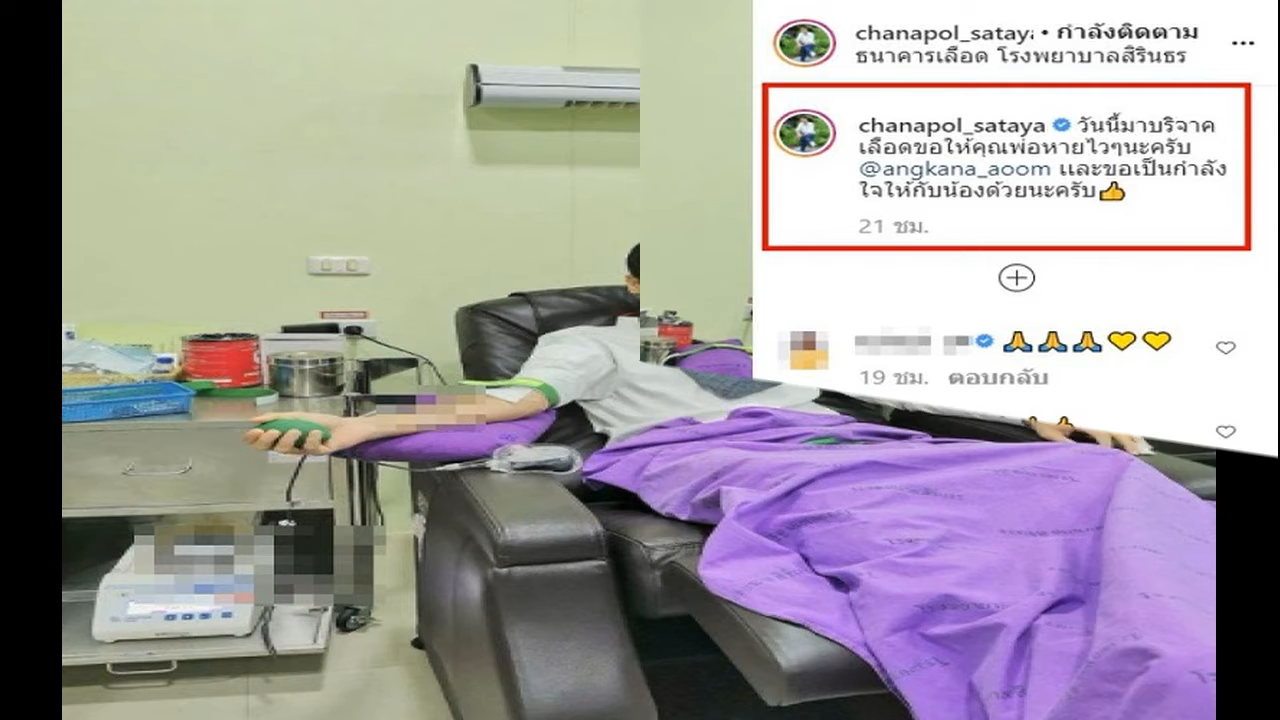 chanapol_sataya • กำลังติดตาม
ธนาคารเลือด โรงพยาบาลสิรินธร
chanapol_sataya วันนี้มาบริจาค
เลือดขอให้คุณพ่อหายไวๆนะครับ
@angkana_aoom และขอเป็นกำลัง
ใจให้กับน้องด้วยนะครับ👍
21 ชม.
🙏🙏🙏💛💛
19 ชม. ตอบกลับ